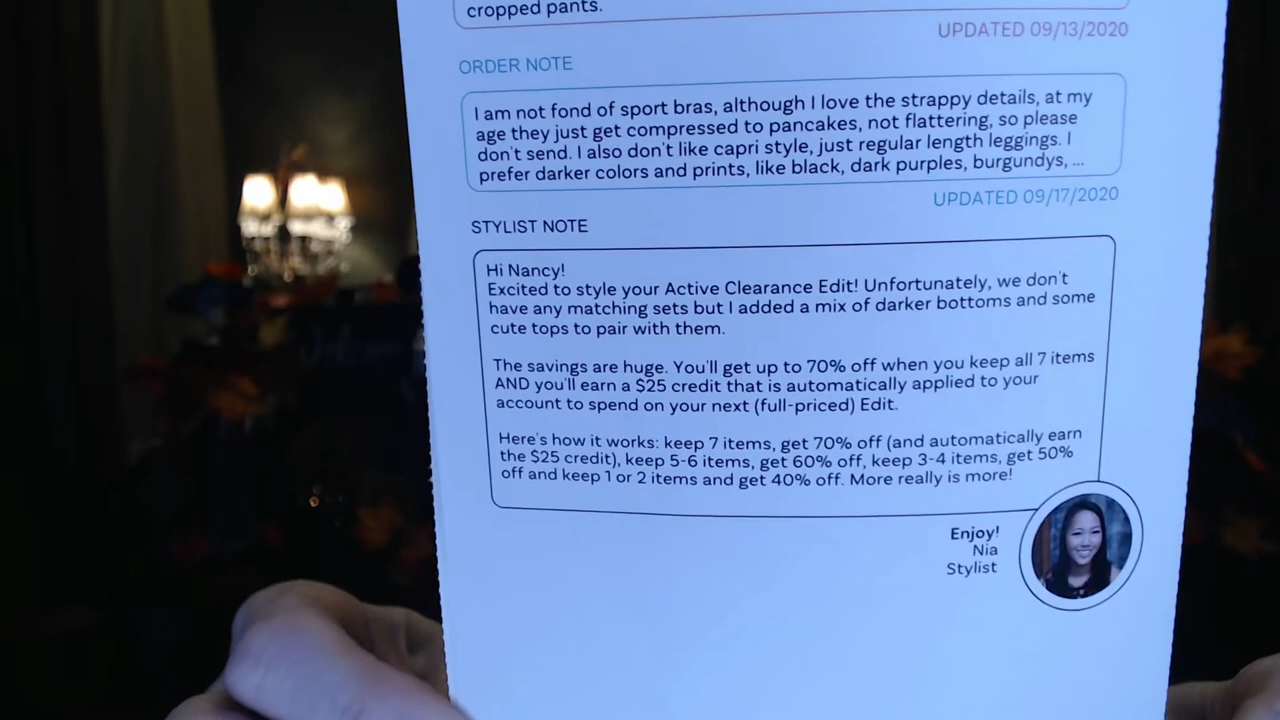 cropped pants.
UPDATED 09/13/2020
ORDER NOTE
I am not fond of sport bras, although I love the strappy details, at my
age they just get compressed to pancakes, not flattering, so please
don't send. I also don't like capri style, just regular length leggings. I
prefer darker colors and prints, like black, dark purples, burgundys, ...
UPDATED 09/17/2020
STYLIST NOTE
Hi Nancy!
Excited to style your Active Clearance Edit! Unfortunately, we don't
have any matching sets but I added a mix of darker bottoms and some
cute tops to pair with them.
The savings are huge. You'll get up to 70% off when you keep all 7 items
AND you'll earn a $25 credit that is automatically applied to your
account to spend on your next (full-priced) Edit.
Here's how it works: keep 7 items, get 70% off (and automatically earn
the $25 credit), keep 5-6 items, get 60% off, keep 3-4 items, get 50%
off and keep 1 or 2 items and get 40% off. More really is more!
Enjoy!
Nia
Stylist